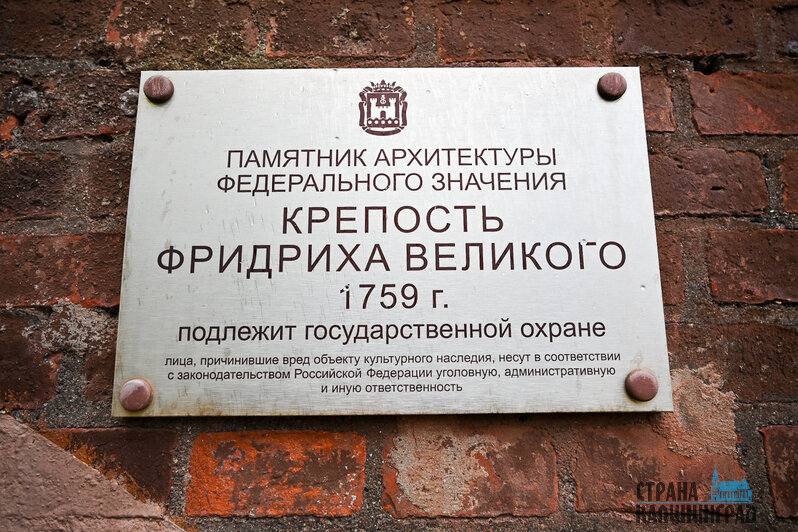 ПАМЯТНИК АРХИТЕКТУРЫ
ФЕДЕРАЛЬНОГО ЗНАЧЕНИЯ
КРЕПОСТЬ
ФРИДРИХА ВЕЛИКОГО
1759 г.
подлежит государственной охране
лица, причинившие вред объекту культурного наследия, несут в соответствии
с законодательством Российской Федерации уголовную, административную
и иную ответственность
СТРАНА
КАЛИНИНГРАД